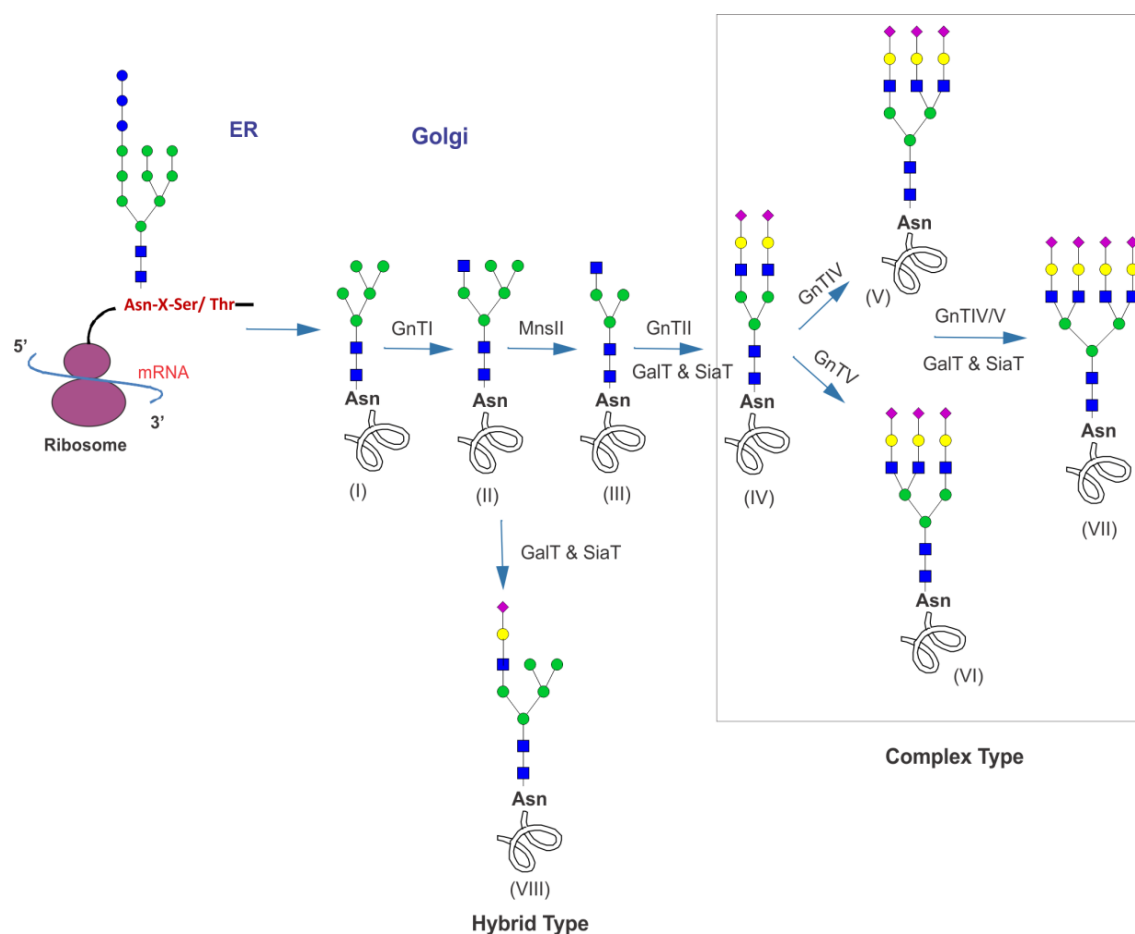 ER
Golgi
Asn-X-Ser/ Thr
5’
mRNA
3’
Ribosome
GnTI
MnsII
GnTII
GalT & SiaT
Asn
(I)
Asn
(II)
Asn
(III)
Asn
(IV)
GnTIV
GnTV
Asn
(V)
GnTIV/V
GalT & SiaT
Asn
(VI)
Asn
(VII)
Complex Type
GalT & SiaT
Asn
(VIII)
Hybrid Type